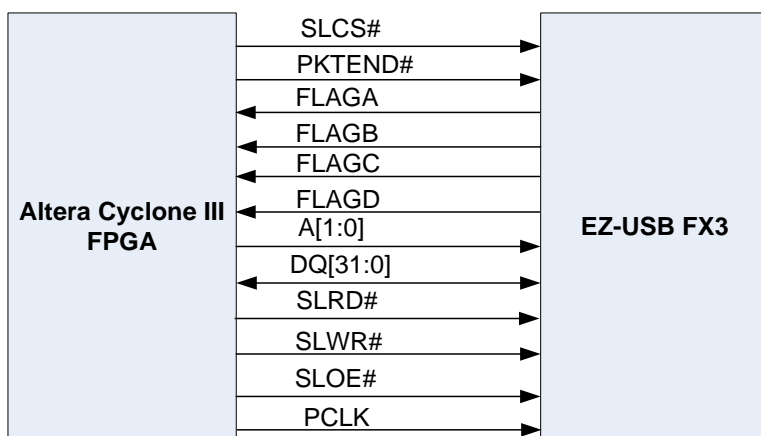 SLCS#
PKTEND#
FLAGA
FLAGB
FLAGC
FLAGD
Altera Cyclone III
FPGA
A[1:0]
EZ-USB FX3
DQ[31:0]
SLRD#
SLWR#
SLOE#
PCLK